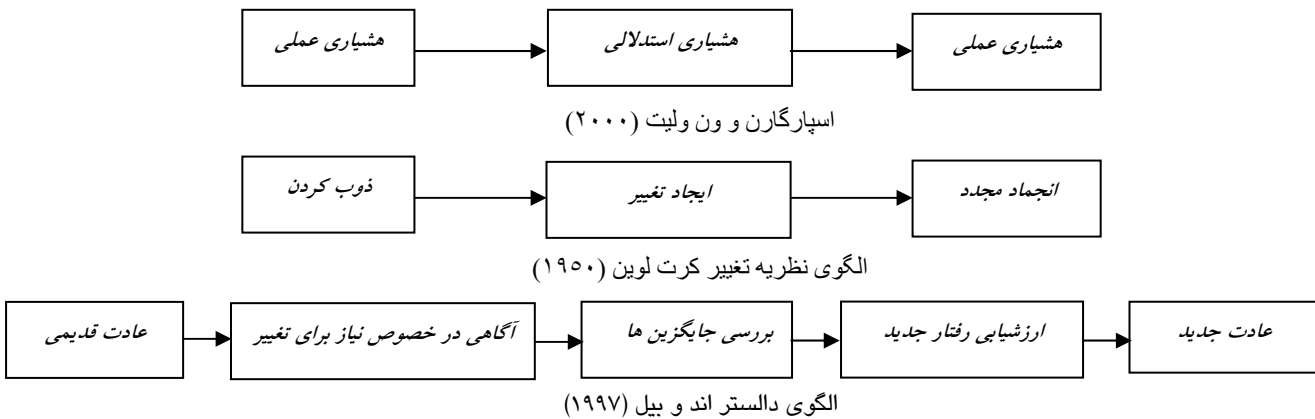 هشیاری عملی
هشیاری استدلالی
هشیاری عملی
اسپارگارن و ون ولیت (۲۰۰۰)
ذوب کردن
ایجاد تغییر
انجماد مجدد
الگوی نظریه تغییر کرت لوین (۱۹۵۰)
عادت قدیمی
آگاهی در خصوص نیاز برای تغییر
بررسی جایگزین ها
ارزشیابی رفتار جدید
عادت جدید
الگوی دالستر اند و بیل (۱۹۹۷)